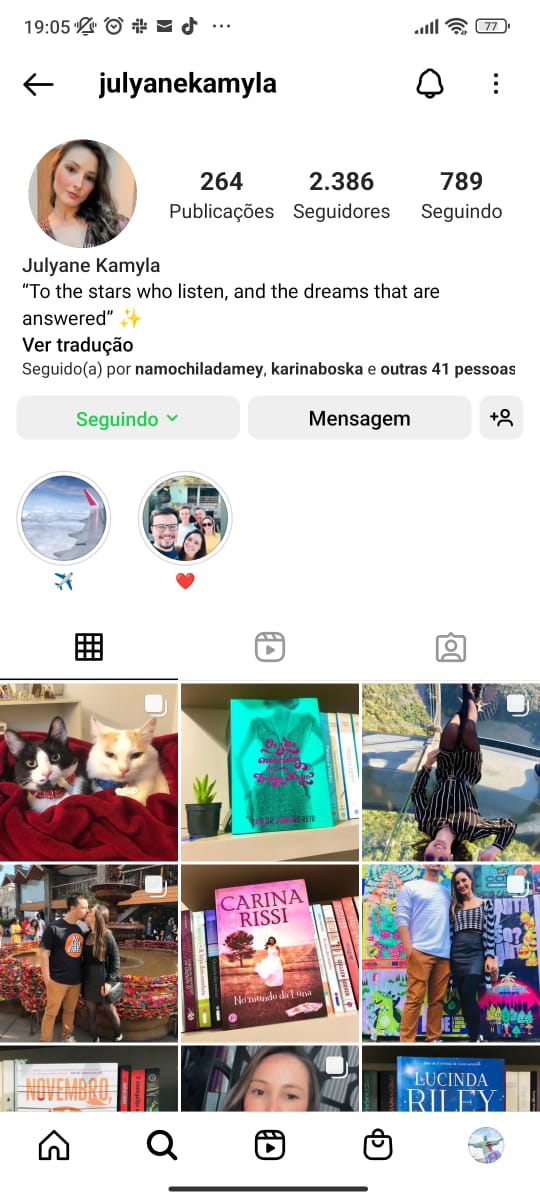 19:05
77
julyanekamyla
264 2.386 789
Publicações Seguidores Seguindo
Julyane Kamyla
“To the stars who listen, and the dreams that are
answered” ✨
Ver tradução
Seguido(a) por namochiladamey, karinaboska e outras 41 pessoas
Seguindo Mensagem
✈️ ❤️
Os sete
maridos
de
Evelyn Hugo
TAYLOR JENKINS REID
CARINA
RISSI
No mundo da Luna
NOVEMBRO,
LUCINDA
RILEY